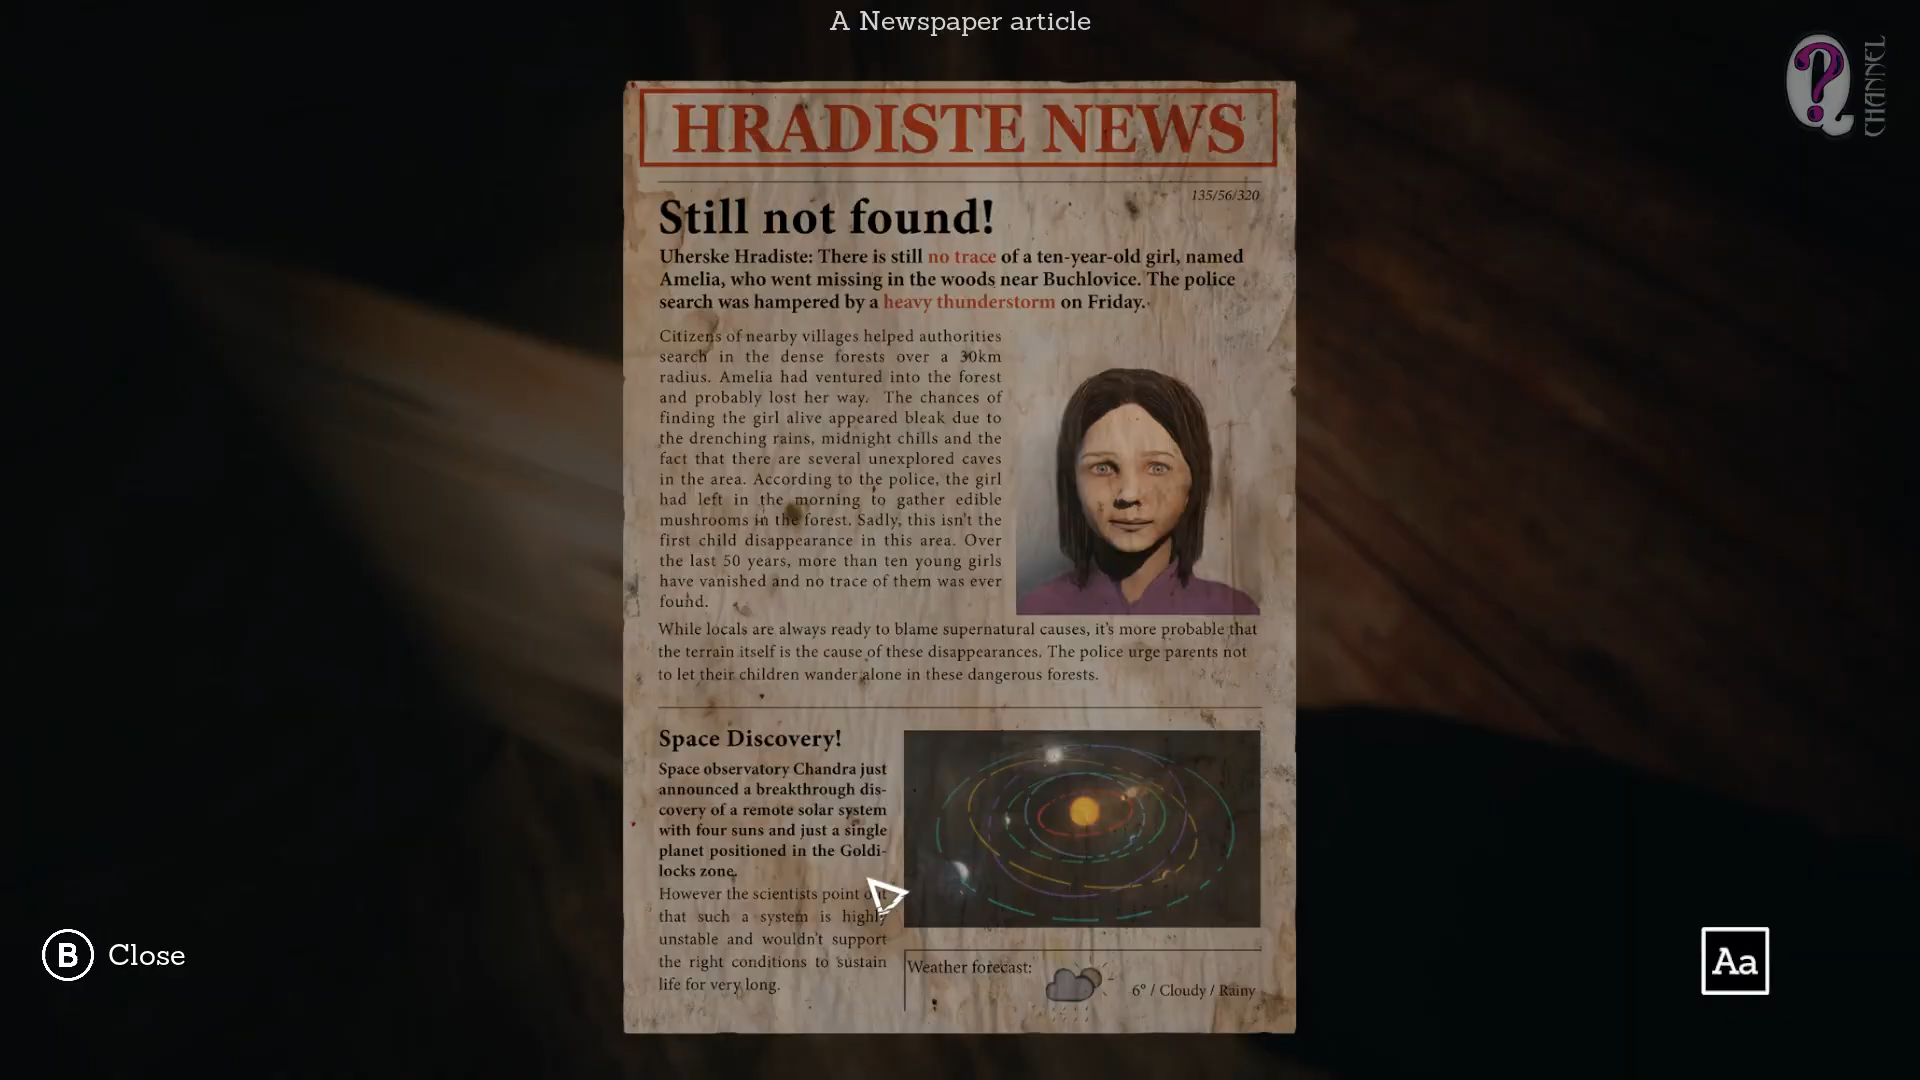 A Newspaper article
CHANNEL
HRADISTE NEWS
135/56/320
Still not found!
Uherske Hradiste: There is still no trace of a ten-year-old girl, named
Amelia, who went missing in the woods near Buchlovice. The police
search was hampered by a heavy thunderstorm on Friday.
Citizens of nearby villages helped authorities
search in the dense forests over a 30km
radius. Amelia had ventured into the forest
and probably lost her way. The chances of
finding the girl alive appeared bleak due to
the drenching rains, midnight chills and the
fact that there are several unexplored caves
in the area. According to the police, the girl
had left in the morning to gather edible
mushrooms in the forest. Sadly, this isn't the
first child disappearance in this area. Over
the last 50 years, more than ten young girls
have vanished and no trace of them was ever
found.
While locals are always ready to blame supernatural causes, it's more probable that
the terrain itself is the cause of these disappearances. The police urge parents not
to let their children wander alone in these dangerous forests.
Space Discovery!
Space observatory Chandra just
announced a breakthrough dis-
covery of a remote solar system
with four suns and just a single
planet positioned in the Goldi-
locks zone.
However the scientists point out
that such a system is highly
unstable and wouldn't support
the right conditions to sustain
life for very long.
Weather forecast:
6° / Cloudy / Rainy
B Close
Aa